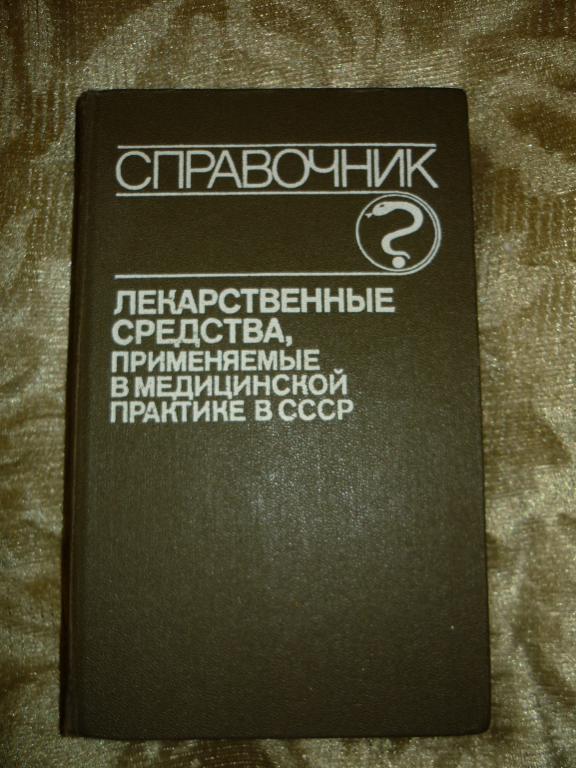 СПРАВОЧНИК
ЛЕКАРСТВЕННЫЕ
СРЕДСТВА,
ПРИМЕНЯЕМЫЕ
В МЕДИЦИНСКОЙ
ПРАКТИКЕ В СССР